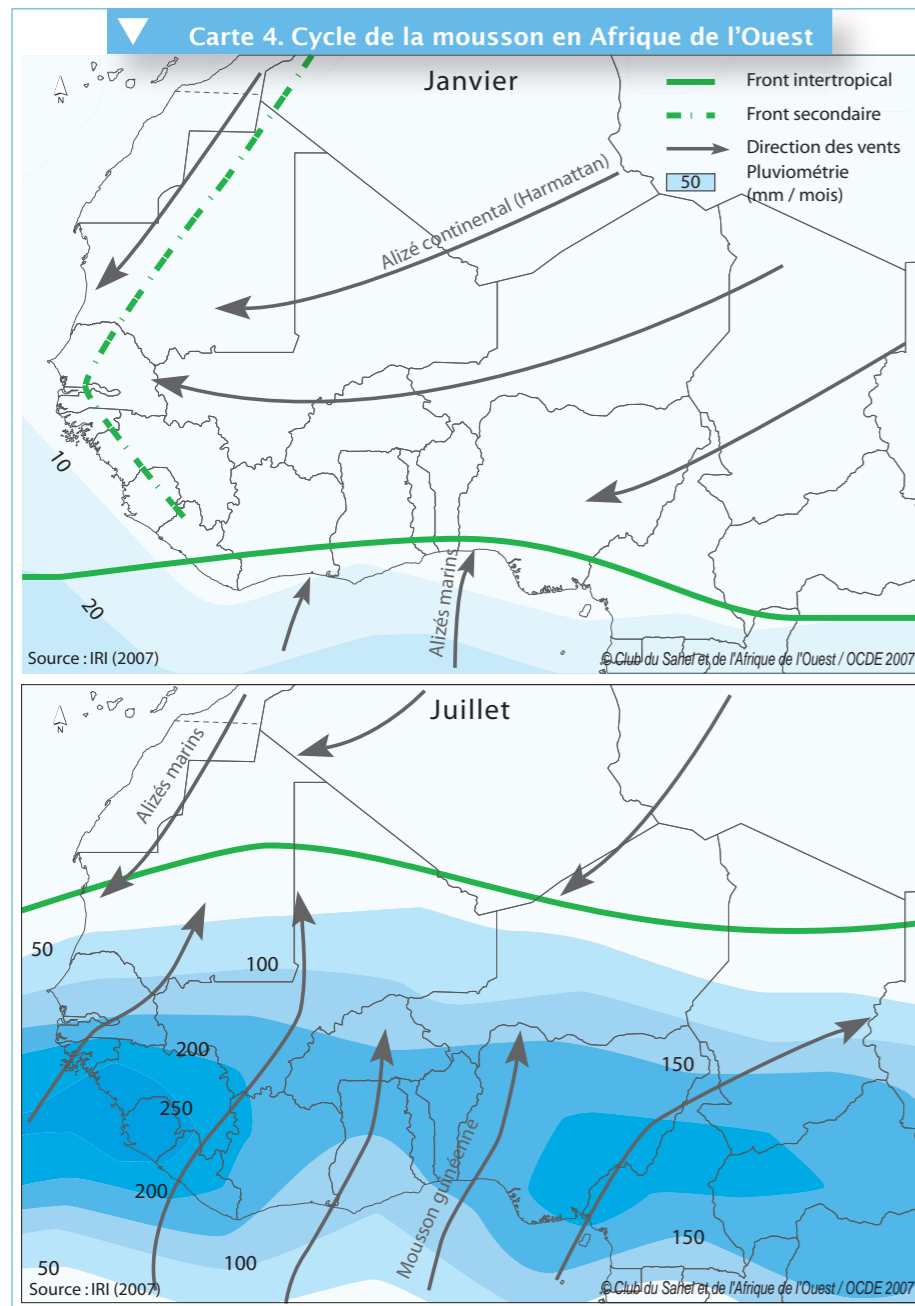 Carte 4. Cycle de la mousson en Afrique de l'Ouest
Janvier
N
Front intertropical
Front secondaire
Direction des vents
50
Pluviométrie
(mm / mois)
Alizé continental (Harmattan)
10
20
Alizés marins
Source : IRI (2007)
© Club du Sahel et de l'Afrique de l'Ouest / OCDE 2007
Juillet
N
Alizés marins
50
100
200
150
250
200
Mousson guinéenne
150
100
50
Source : IRI (2007)
© Club du Sahel et de l'Afrique de l'Ouest / OCDE 2007